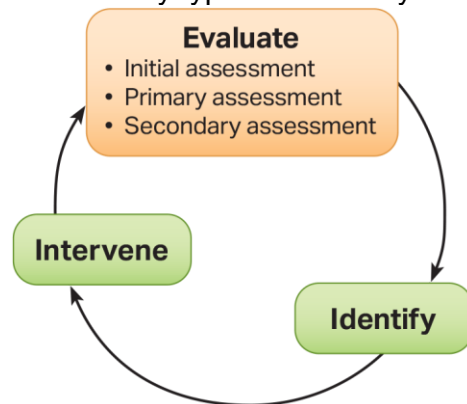 Evaluate
• Initial assessment
• Primary assessment
• Secondary assessment
Intervene
Identify